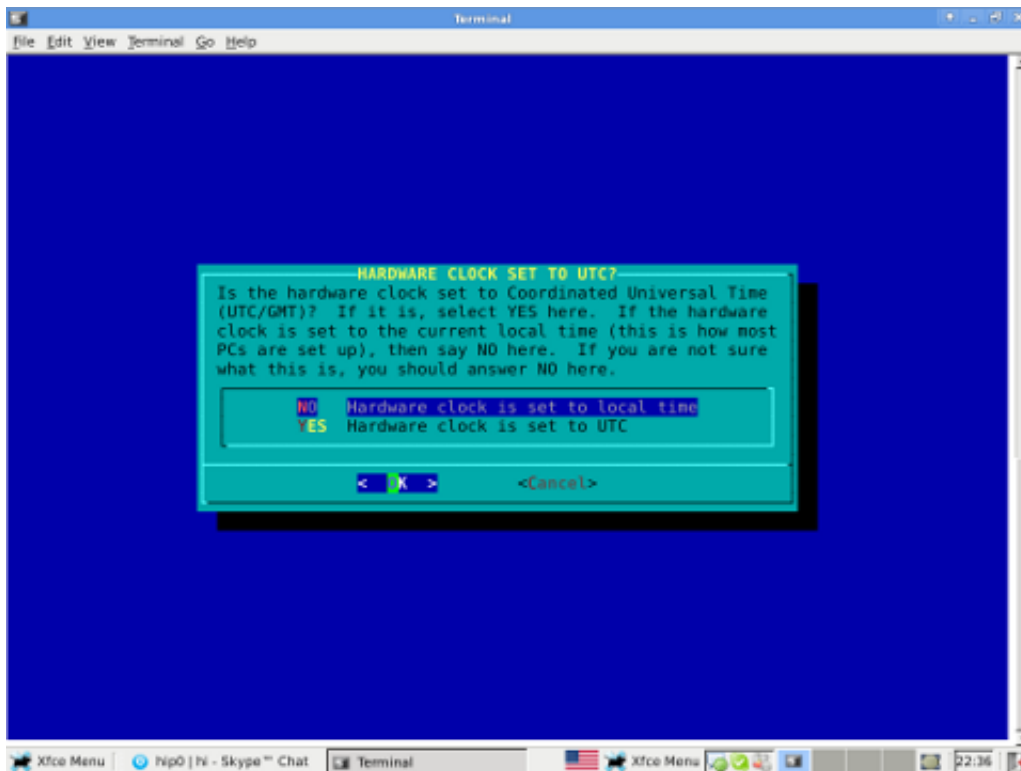 Terminal
File Edit View Terminal Go Help
HARDWARE CLOCK SET TO UTC?
Is the hardware clock set to Coordinated Universal Time
(UTC/GMT)?  If it is, select YES here.  If the hardware
clock is set to the current local time (this is how most
PCs are set up), then say NO here.  If you are not sure
what this is, you should answer NO here.
NO Hardware clock is set to local time
YES Hardware clock is set to UTC
< OK > <Cancel>
Xfce Menu hip0 | hi - Skype™ Chat Terminal Xfce Menu 22:36